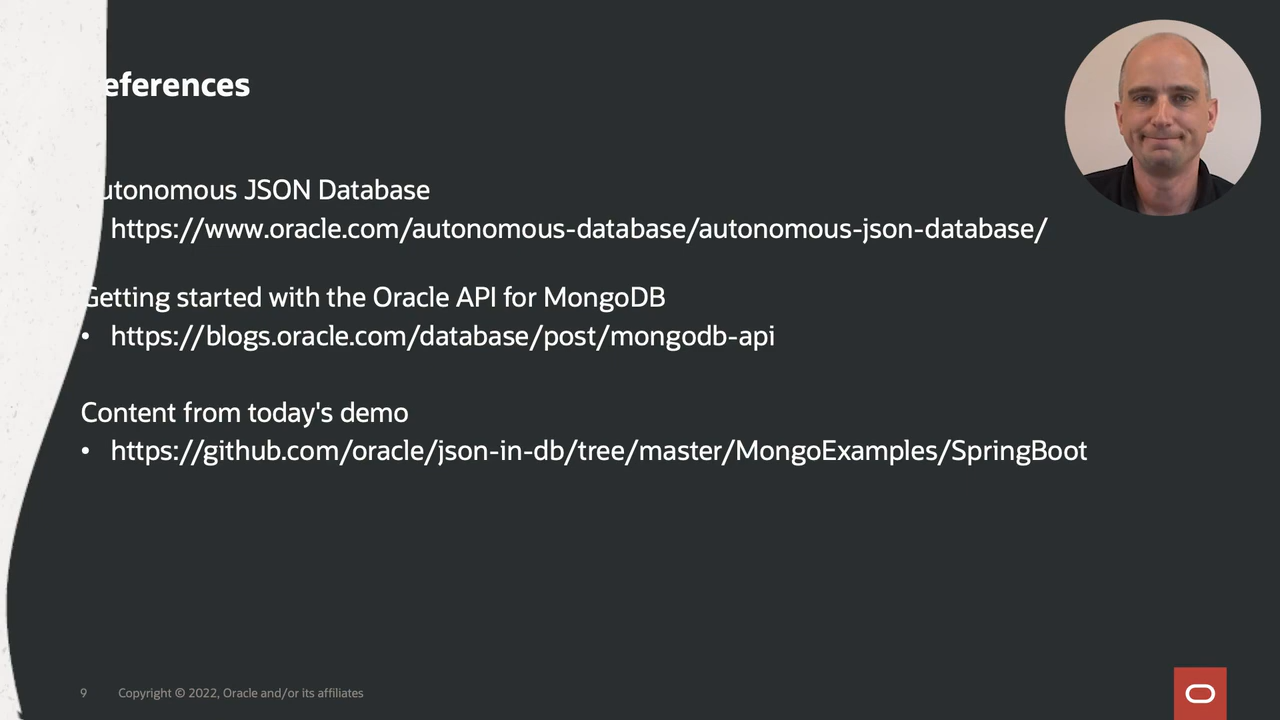 eferences
utonomous JSON Database
https://www.oracle.com/autonomous-database/autonomous-json-database/
Getting started with the Oracle API for MongoDB
• https://blogs.oracle.com/database/post/mongodb-api
Content from today's demo
• https://github.com/oracle/json-in-db/tree/master/MongoExamples/SpringBoot
9 Copyright © 2022, Oracle and/or its affiliates